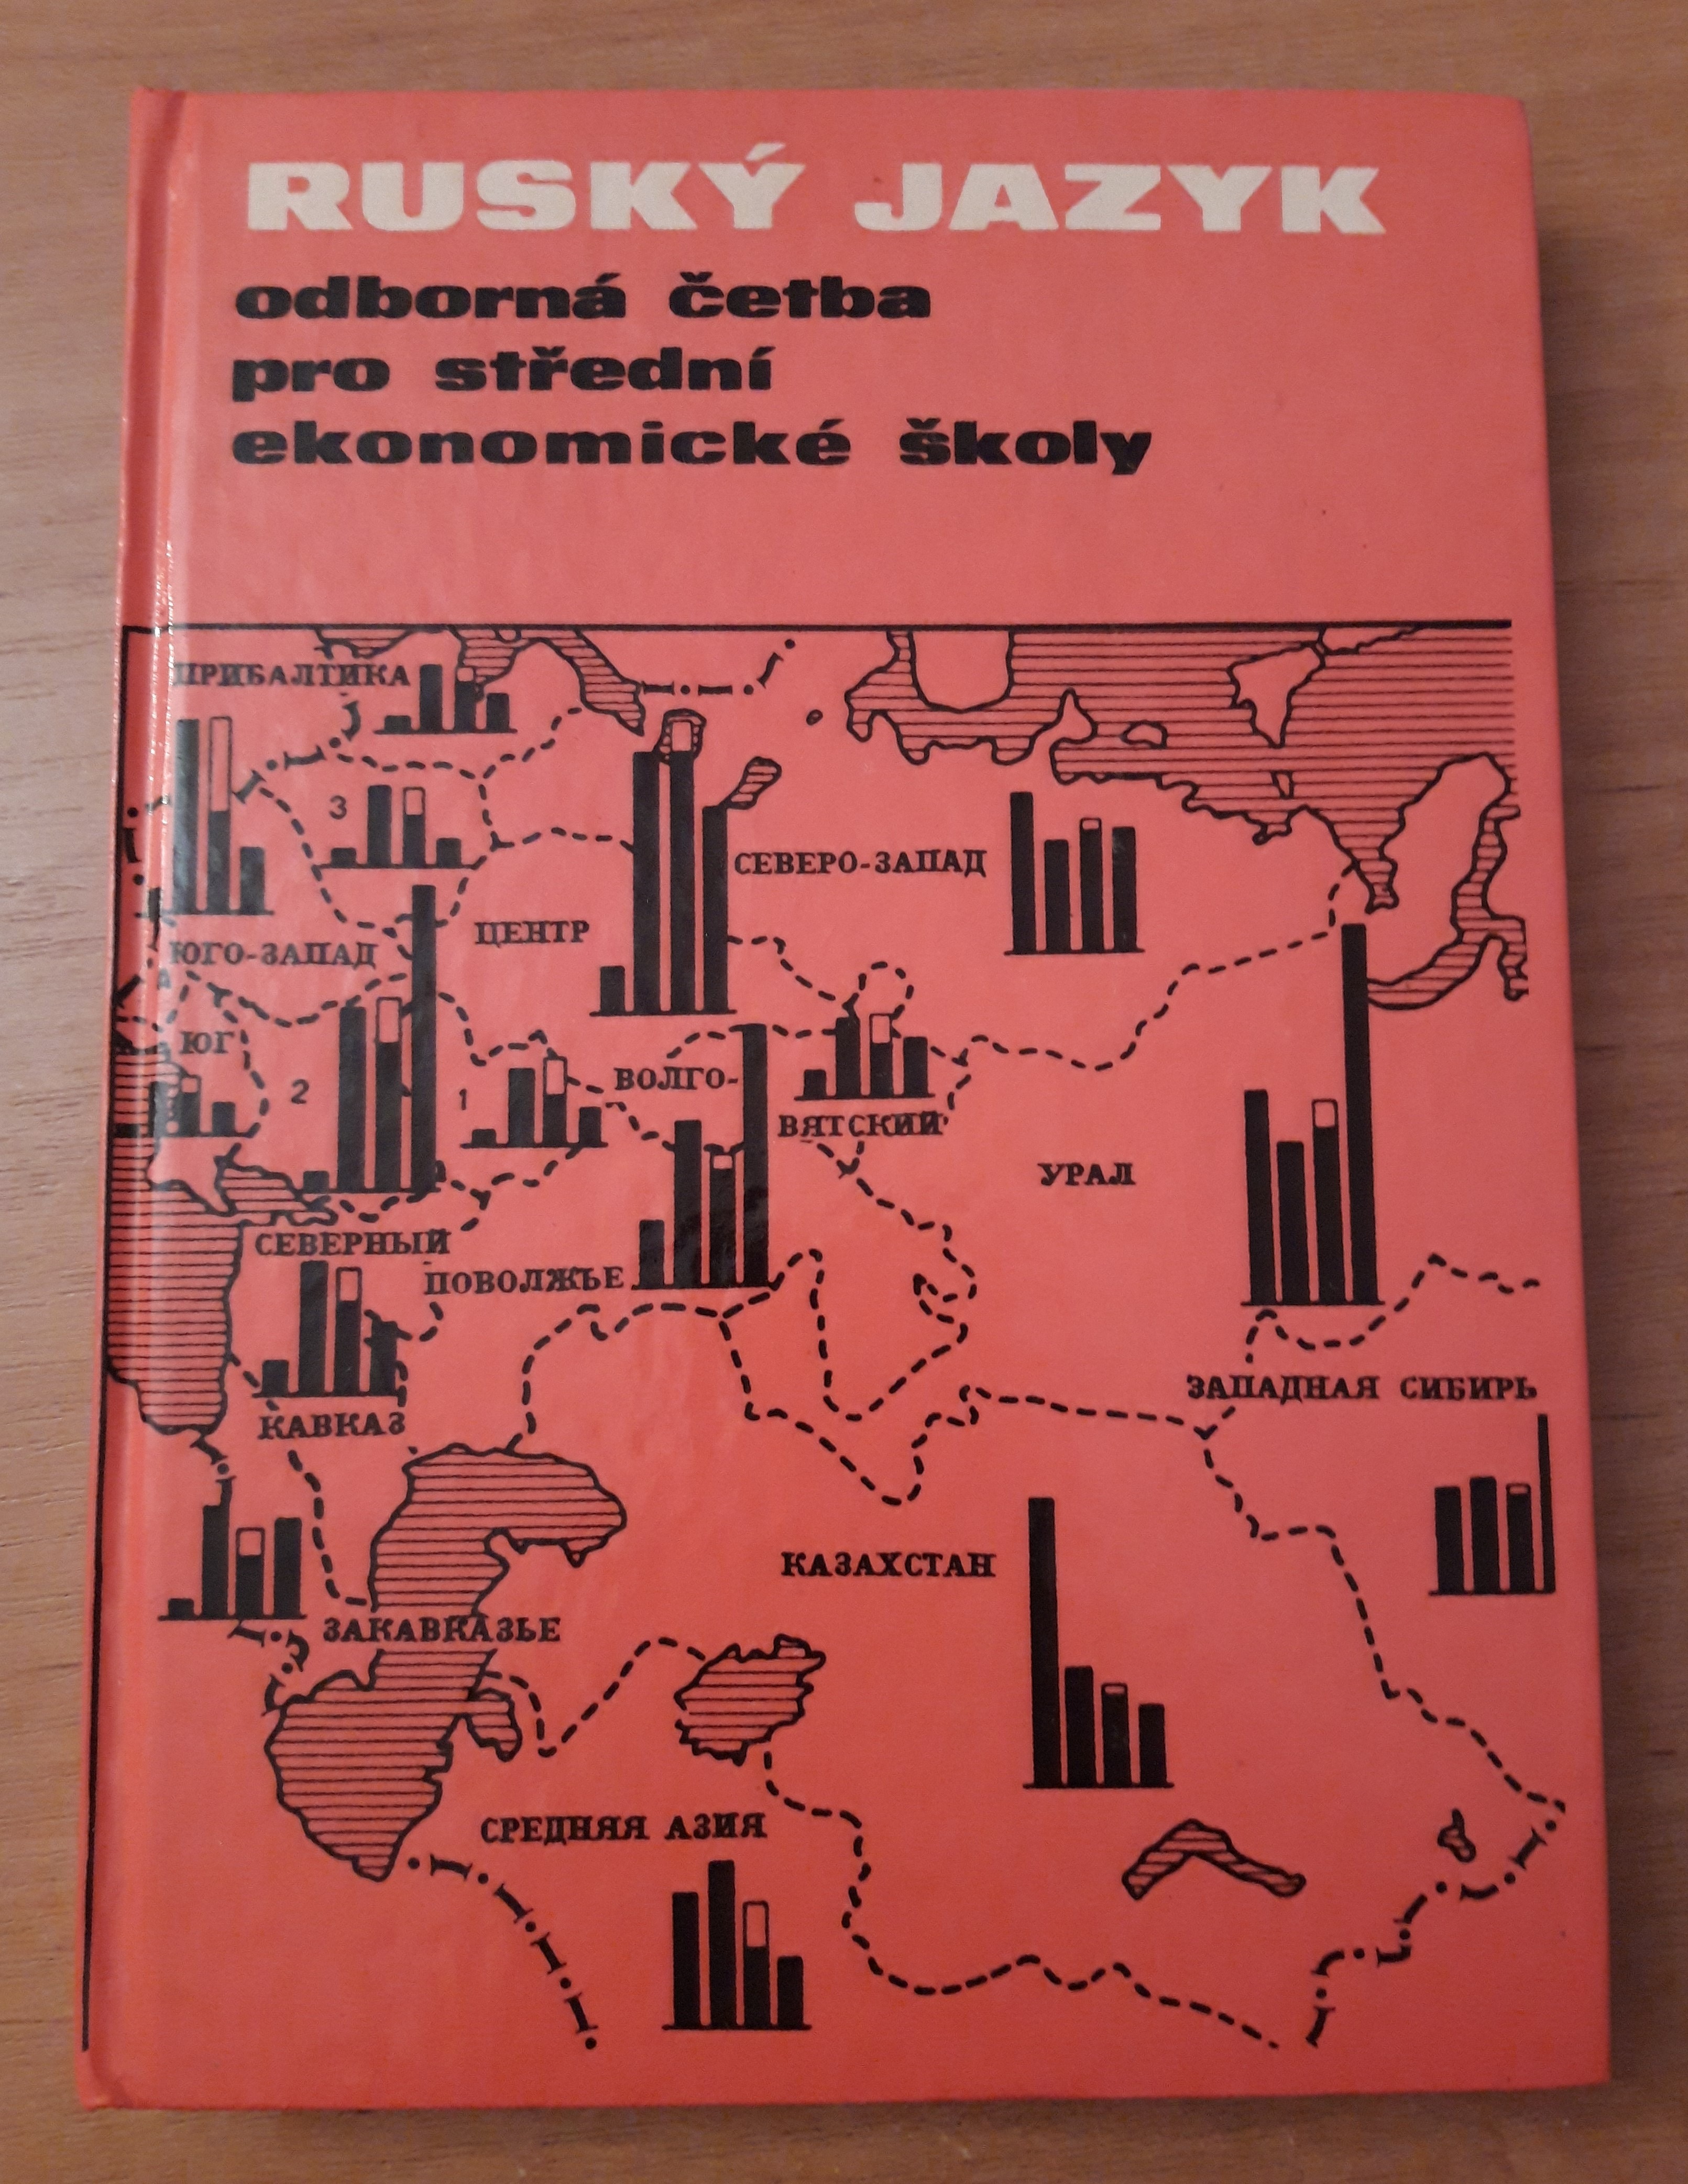 RUSKÝ JAZYK
odborná četba
pro střední
ekonomické školy
ПРИБАЛТИКА
3
СЕВЕРО-ЗАПАД
ЦЕНТР
ЮГО-ЗАПАД
ЮГ
2
1
ВОЛГО-
ВЯТСКИЙ
УРАЛ
СЕВЕРНЫЙ
ПОВОЛЖЬЕ
ЗАПАДНАЯ СИБИРЬ
КАВКАЗ
КАЗАХСТАН
ЗАКАВКАЗЬЕ
СРЕДНЯЯ АЗИЯ